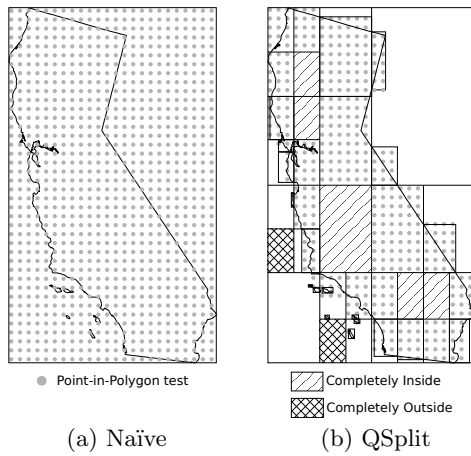 Point-in-Polygon test
Completely Inside
Completely Outside
(a) Naïve
(b) QSplit